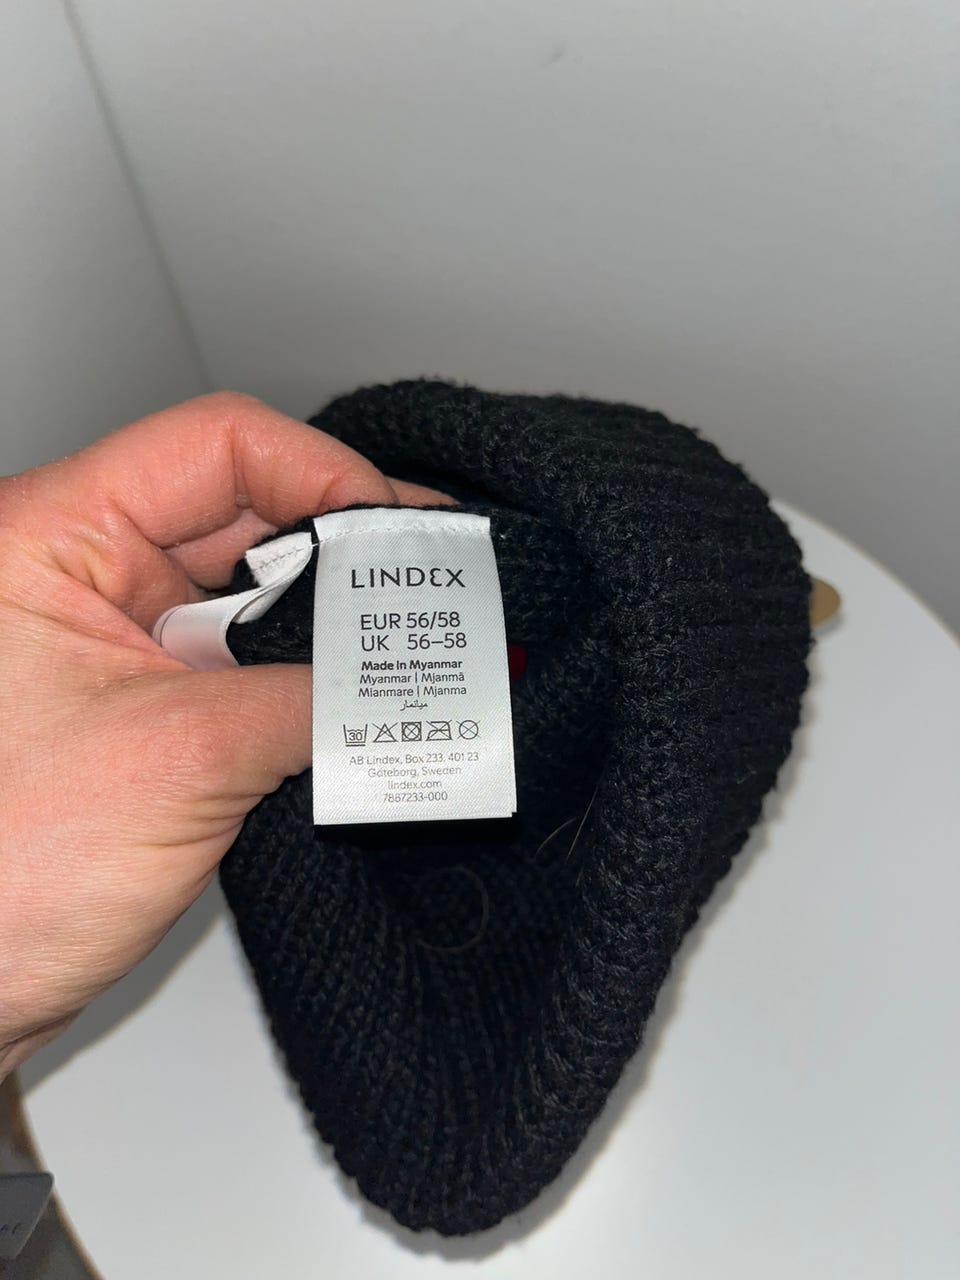 LINDEX
EUR 56/58
UK 56–58
Made in Myanmar
Myanmar | Mjanmā
Mianmare | Mjanma
ميانمار
30
AB Lindex, Box 233, 401 23
Göteborg, Sweden
lindex.com
7887233-000